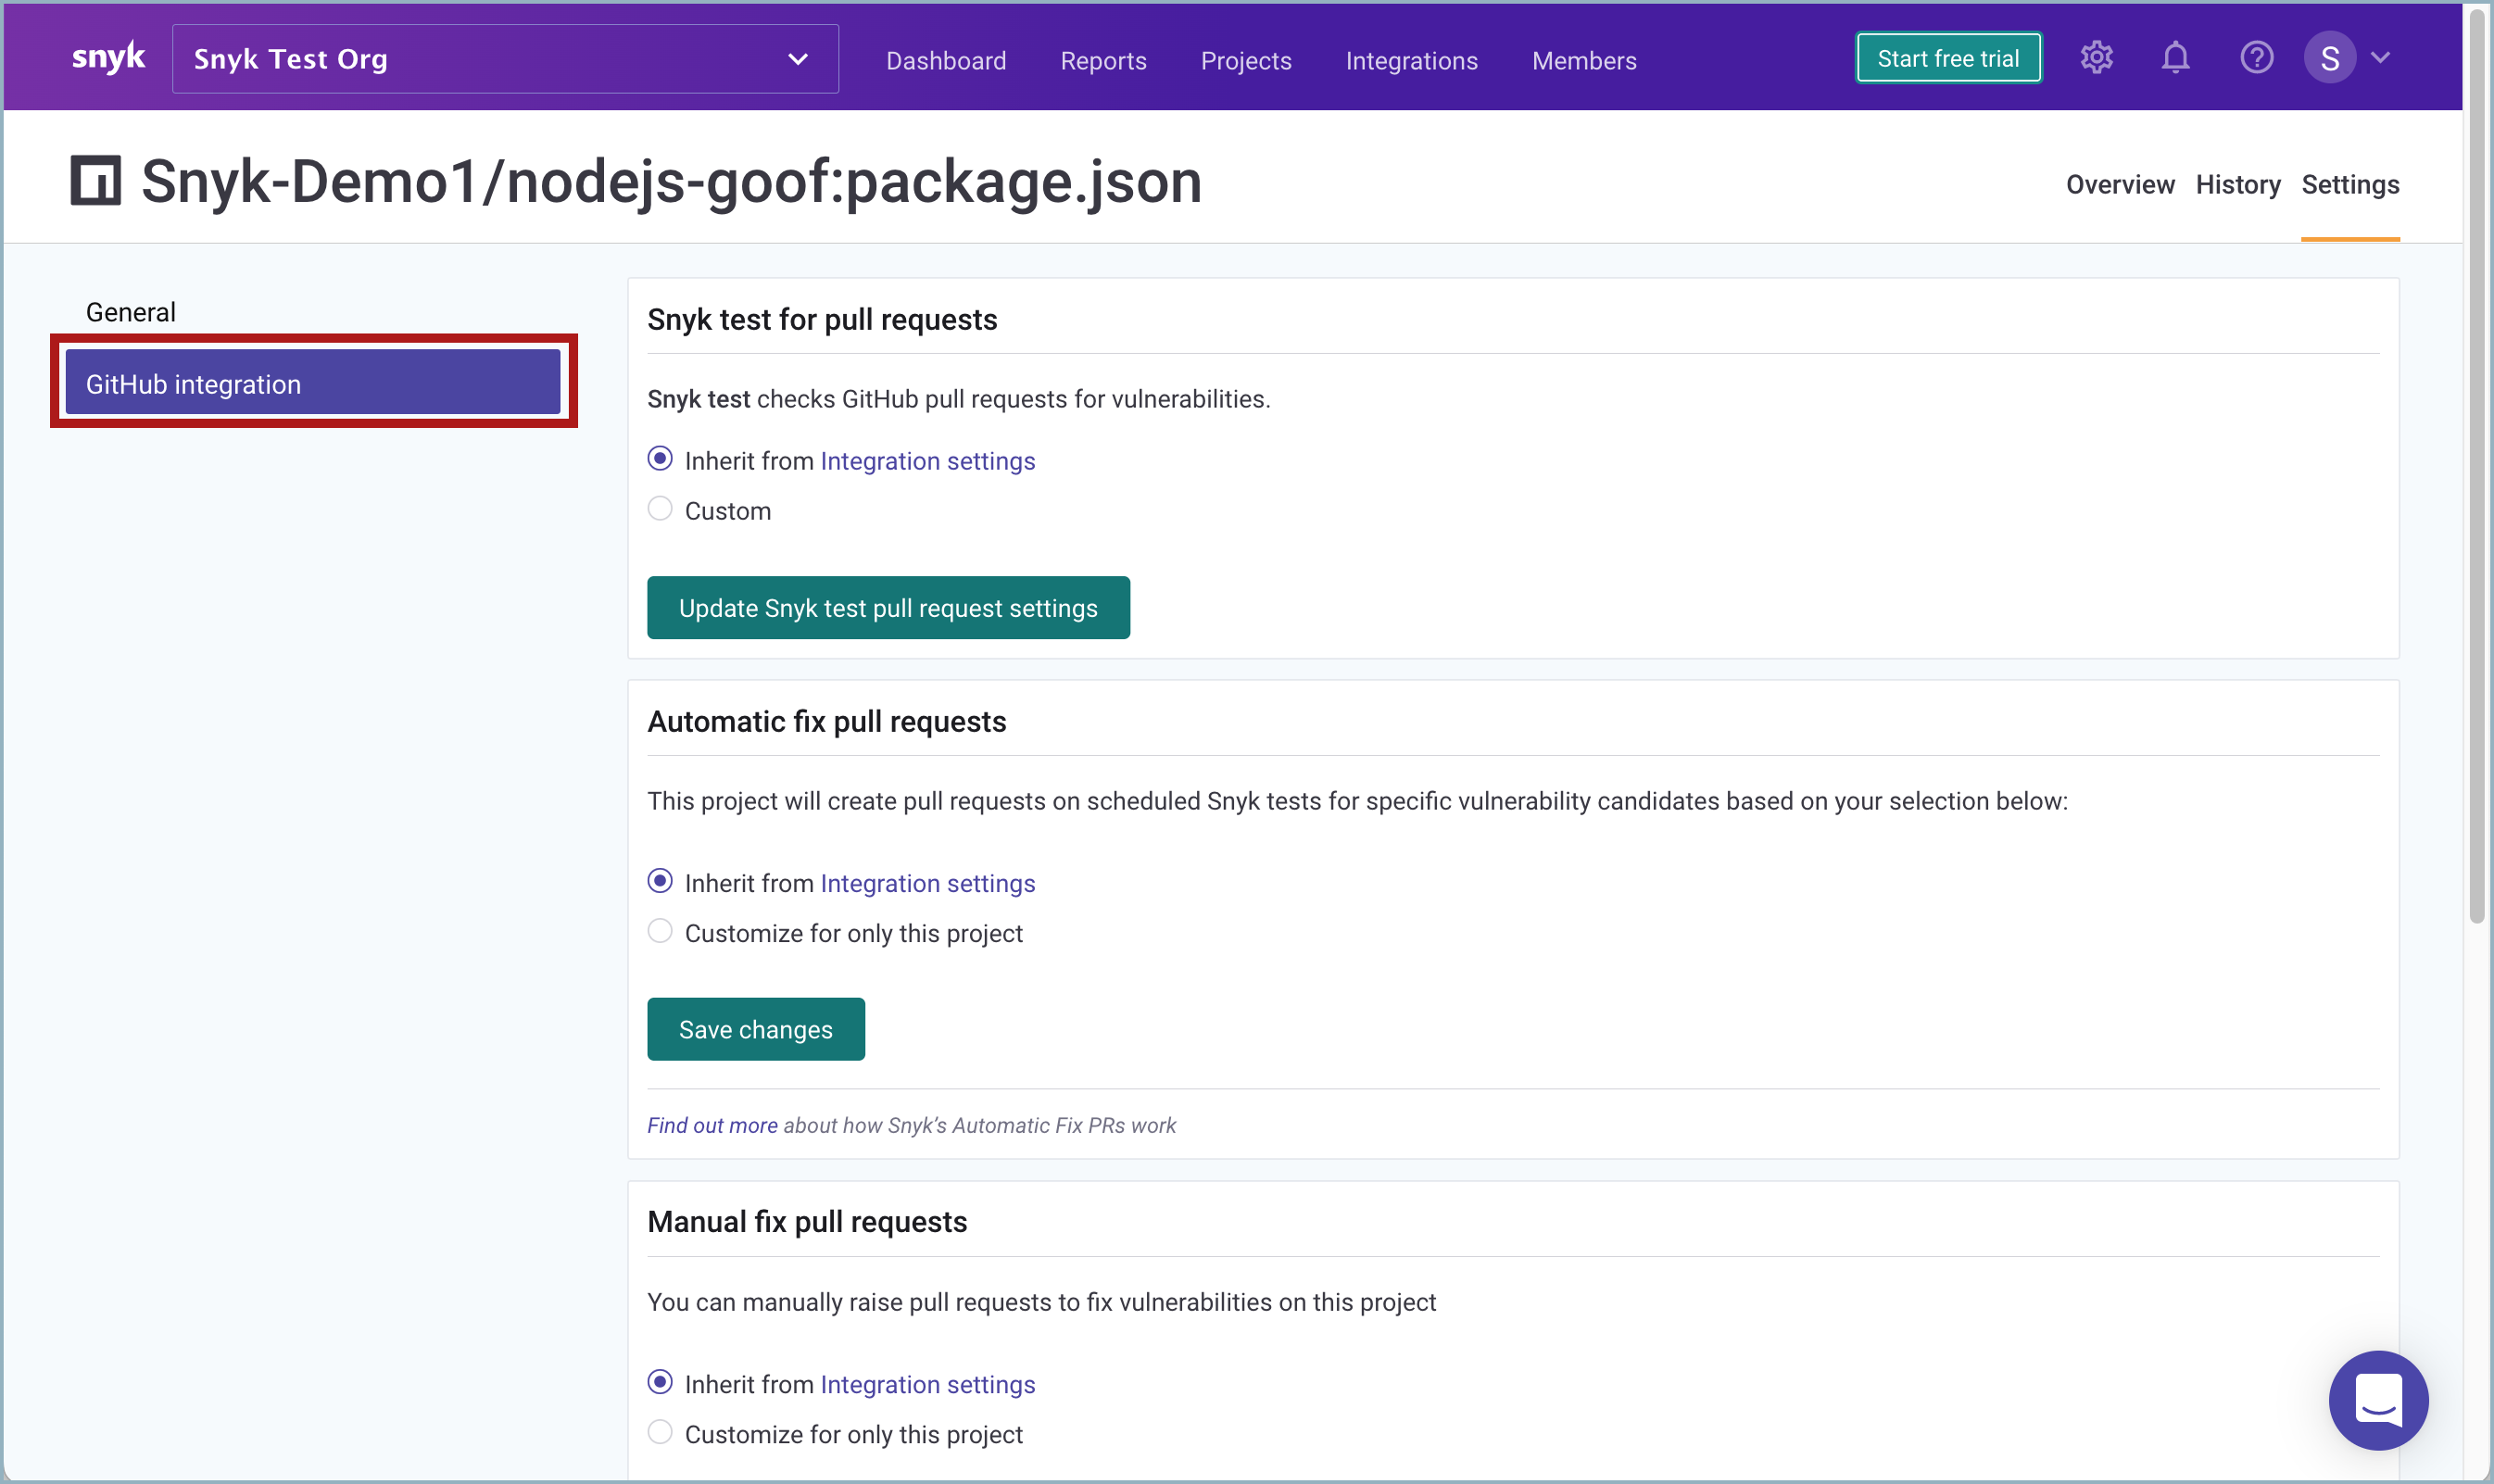 snyk
Snyk Test Org
Dashboard
Reports
Projects
Integrations
Members
Start free trial
S
Snyk-Demo1/nodejs-goof:package.json
Overview
History
Settings
General
GitHub integration
Snyk test for pull requests
Snyk test checks GitHub pull requests for vulnerabilities.
Inherit from Integration settings
Custom
Update Snyk test pull request settings
Automatic fix pull requests
This project will create pull requests on scheduled Snyk tests for specific vulnerability candidates based on your selection below:
Inherit from Integration settings
Customize for only this project
Save changes
Find out more about how Snyk’s Automatic Fix PRs work
Manual fix pull requests
You can manually raise pull requests to fix vulnerabilities on this project
Inherit from Integration settings
Customize for only this project